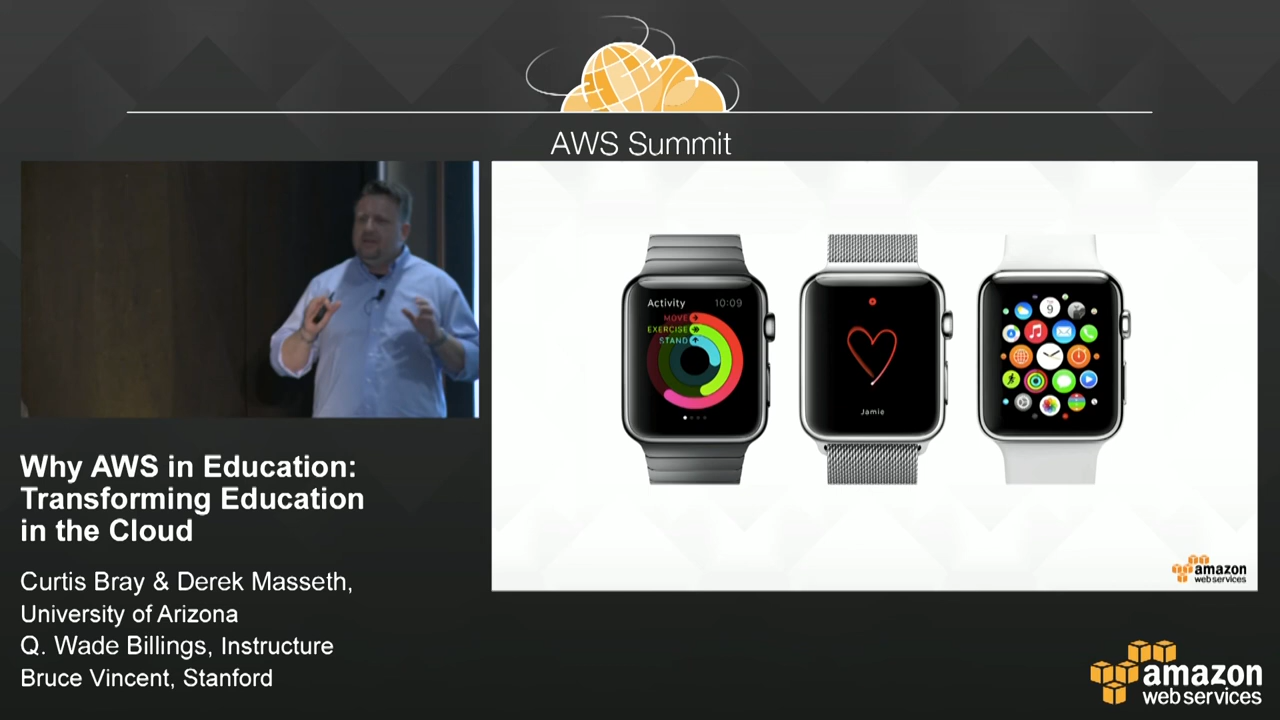 AWS Summit
Activity 10:09
MOVE
EXERCISE
STAND
Jamie
9
amazon
web services
Why AWS in Education:
Transforming Education
in the Cloud
Curtis Bray & Derek Masseth,
University of Arizona
Q. Wade Billings, Instructure
Bruce Vincent, Stanford
amazon
web services